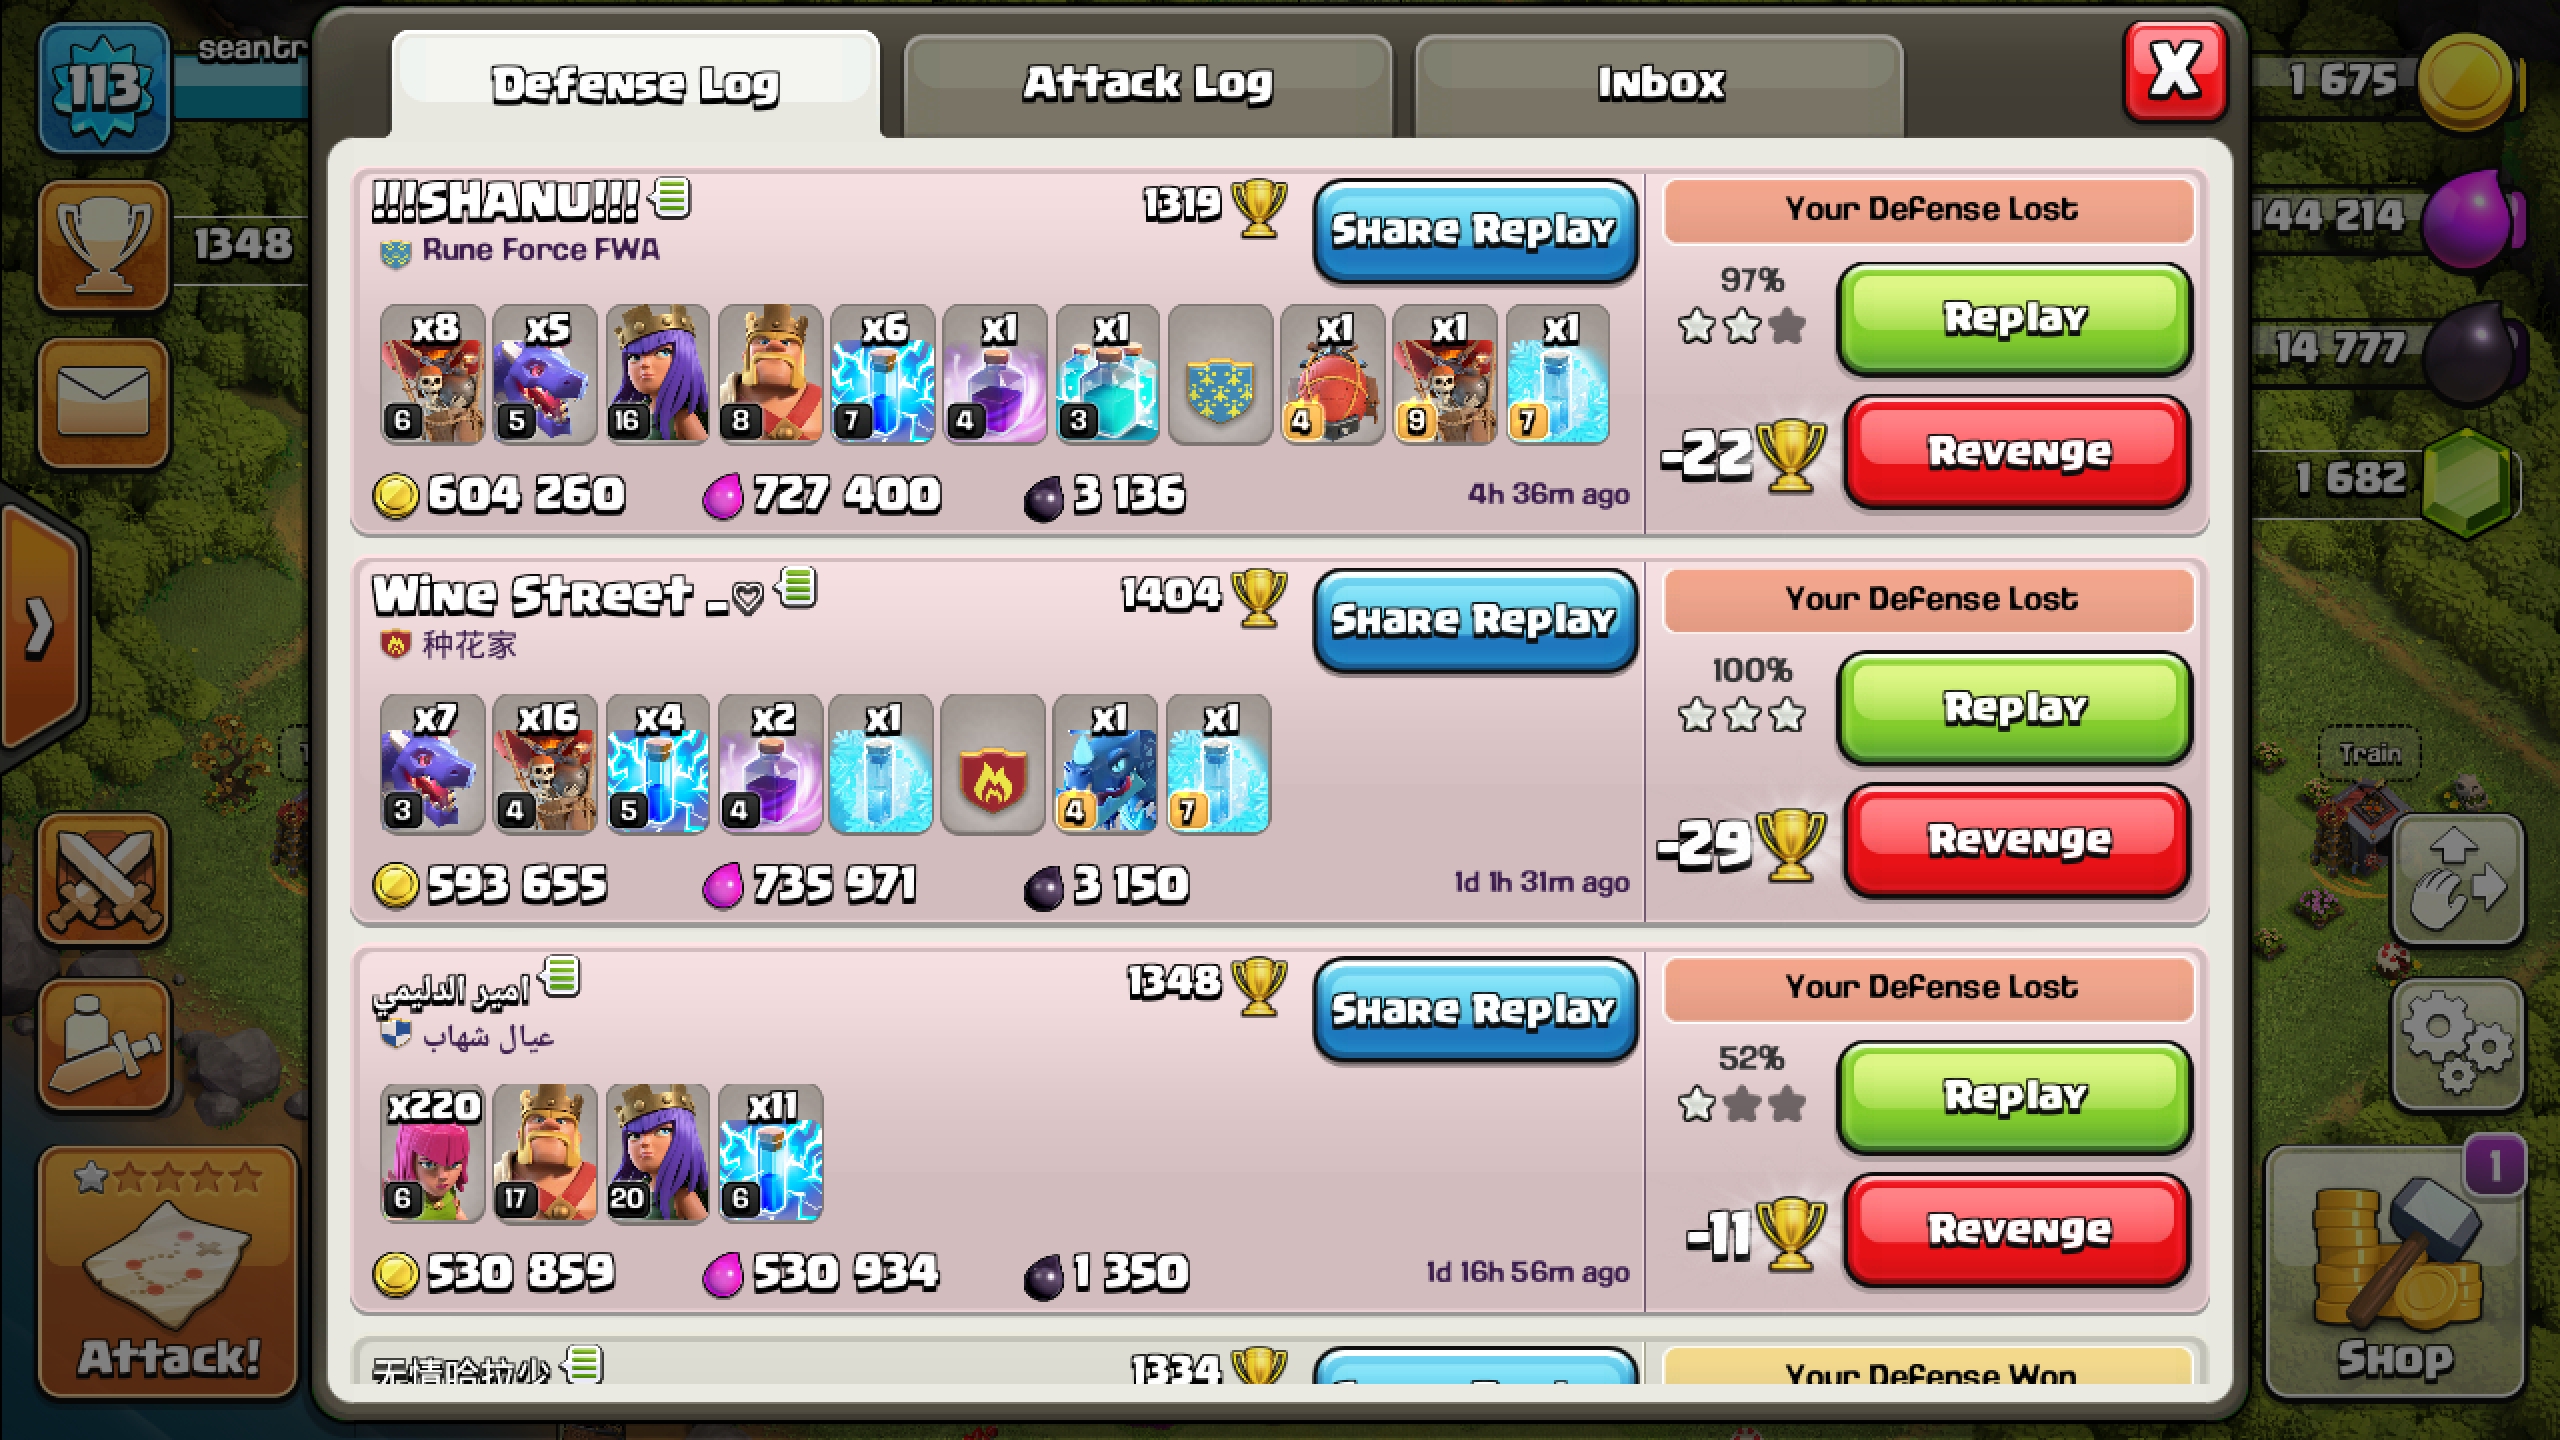 113
seantr
1348
Attack!
Defense Log
Attack Log
Inbox
X
!!!SHANU!!!
Rune Force FWA
1319
Share Replay
x8 x5 x6 x1 x1 x1 x1 x1
6 5 16 8 7 4 3 4 9 7
604 260 727 400 3 136
4h 36m ago
Your Defense Lost
97%
Replay
-22
Revenge
Wine Street _♡
种花家
1404
Share Replay
x7 x16 x4 x2 x1 x1 x1
3 4 5 4 4 7
593 655 735 971 3 150
1d 1h 31m ago
Your Defense Lost
100%
Replay
-29
Revenge
امير الدليمي
عيال شهاب
1348
Share Replay
x220 x11
6 17 20 6
530 859 530 934 1 350
1d 16h 56m ago
Your Defense Lost
52%
Replay
-11
Revenge
无情哈拉少
1334
Your Defense Won
1 675
144 214
14 777
1 682
Train
1
Shop